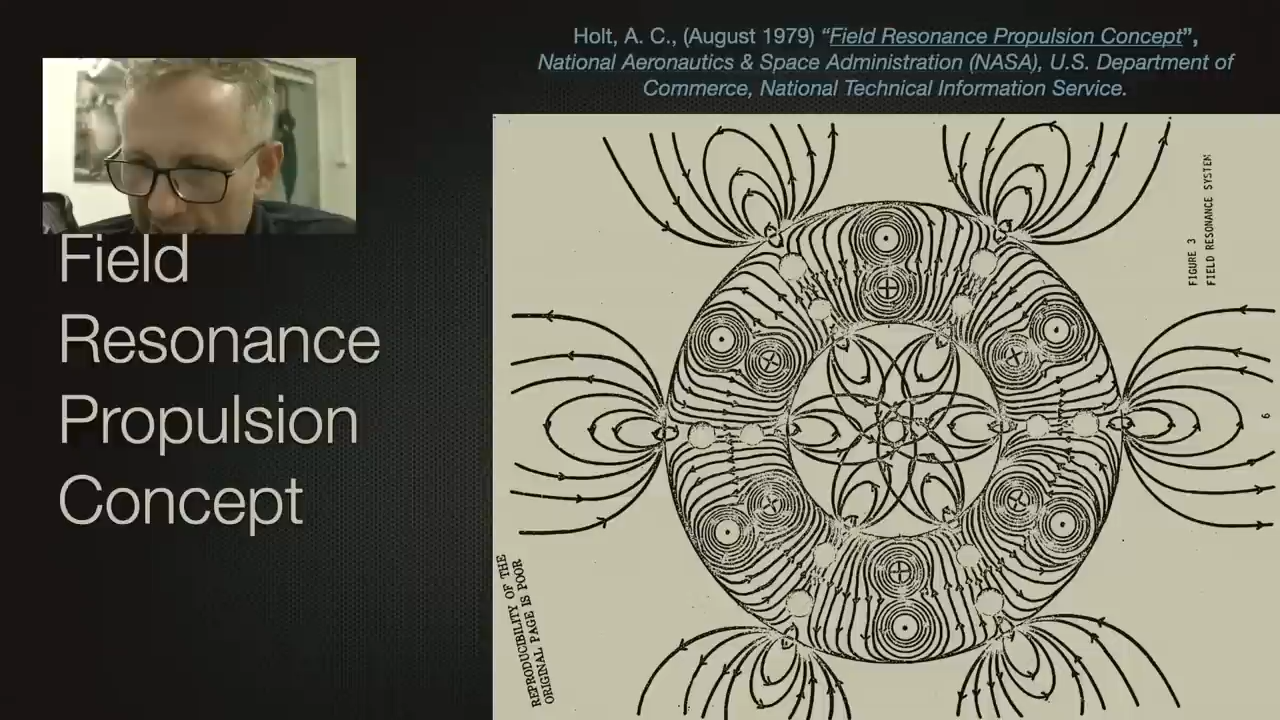 Holt, A. C., (August 1979) “Field Resonance Propulsion Concept”,
National Aeronautics & Space Administration (NASA), U.S. Department of
Commerce, National Technical Information Service.
Field
Resonance
Propulsion
Concept
FIGURE 3
FIELD RESONANCE SYSTEM
6
REPRODUCIBILITY OF THE
ORIGINAL PAGE IS POOR